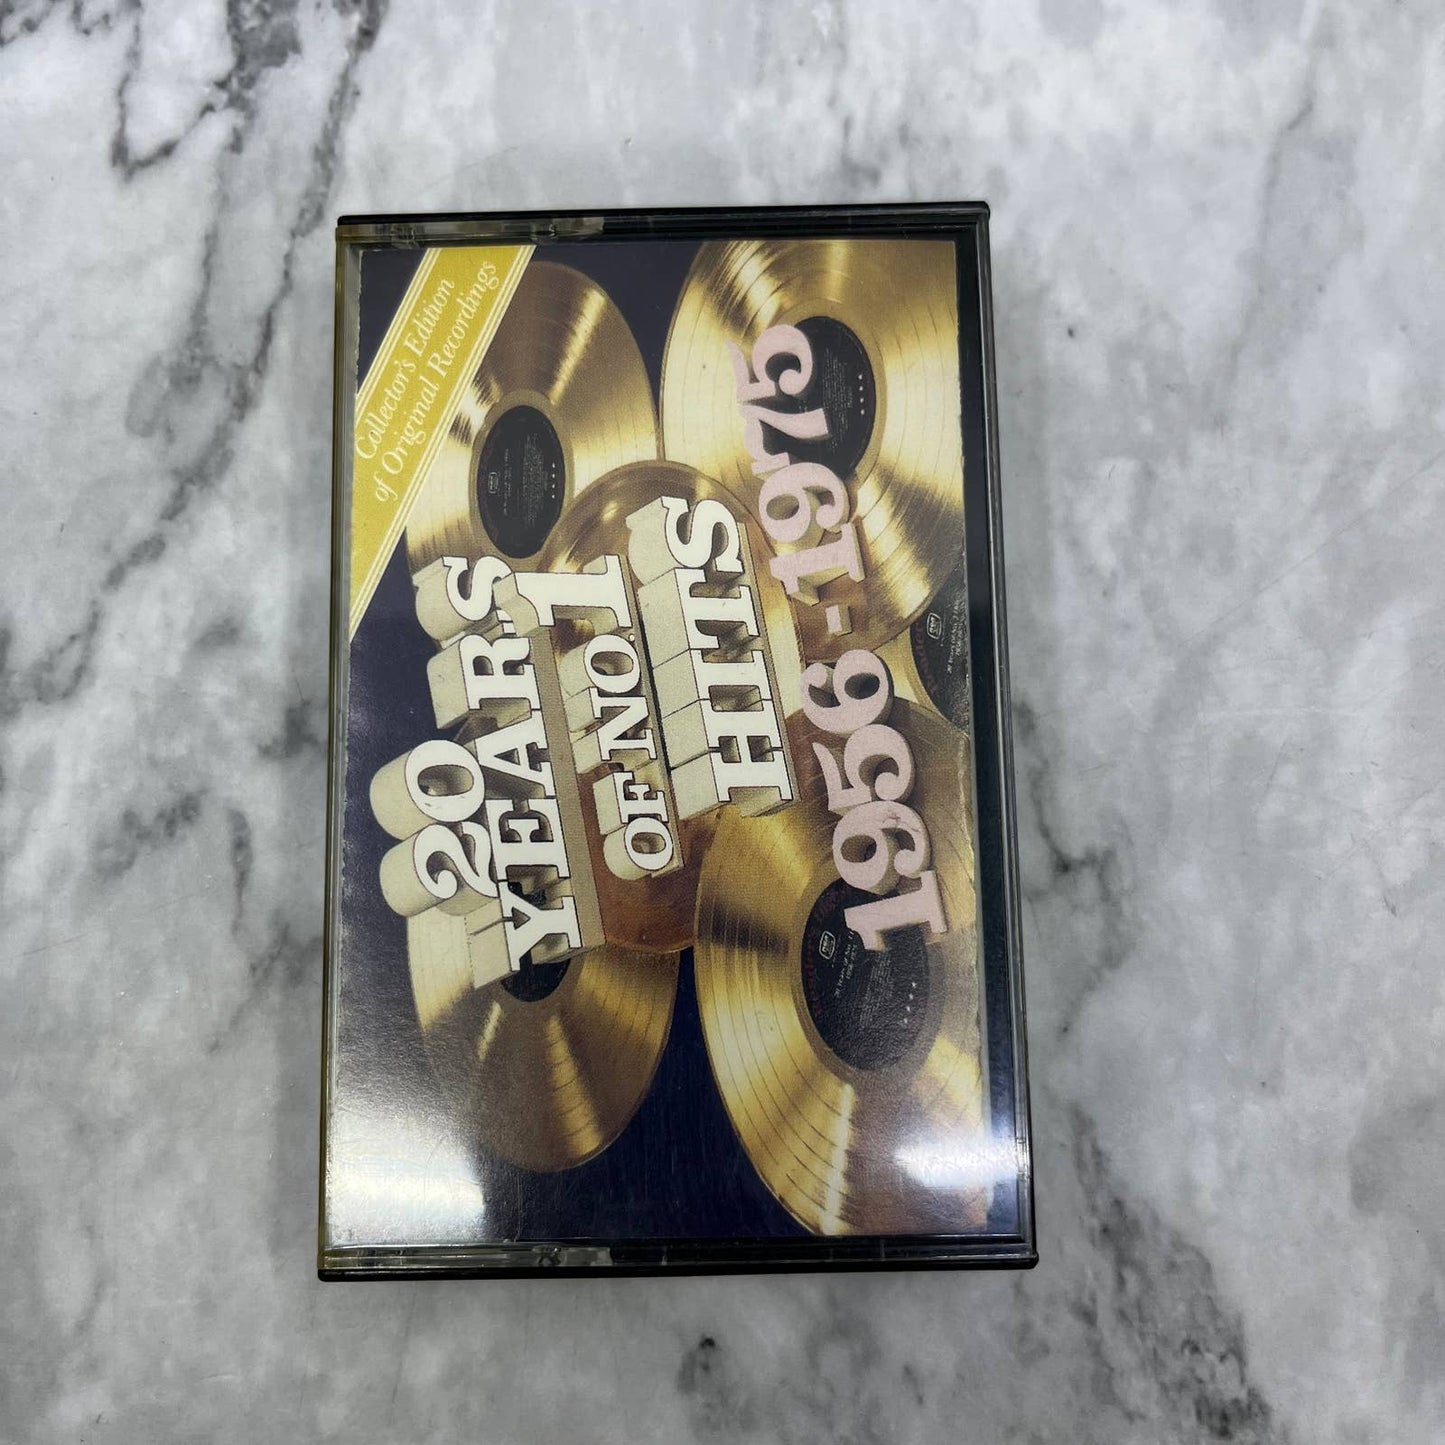 Collector's Edition
of Original Recordings
20
YEARS
OF NO. 1
HITS
1956-1975